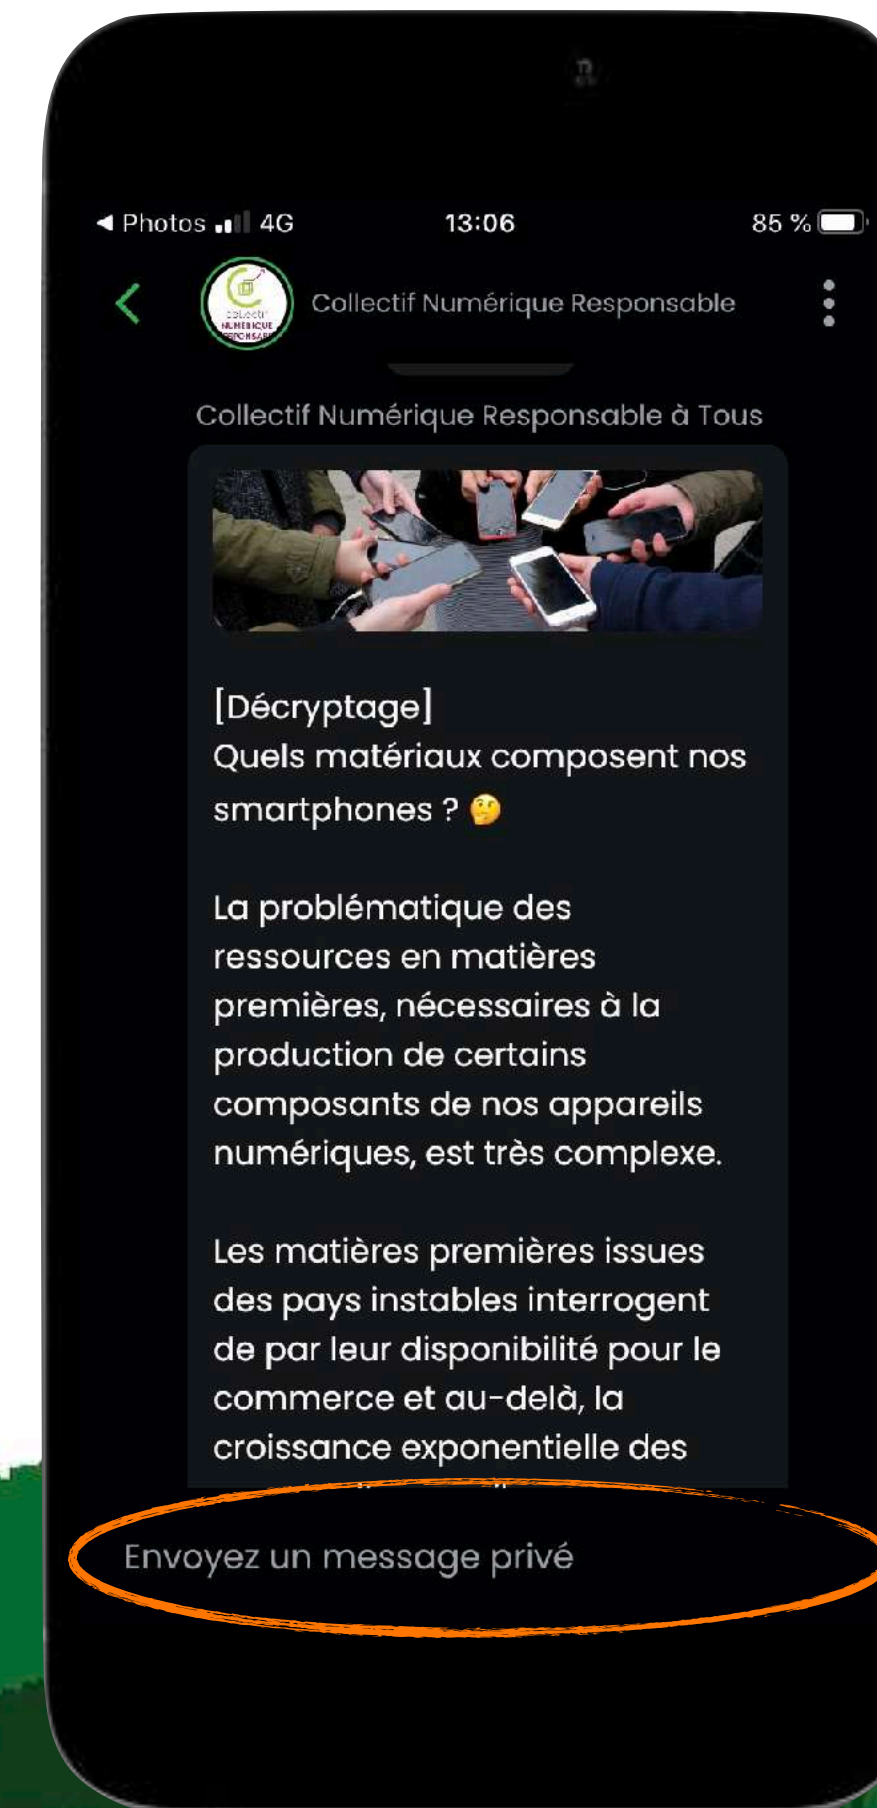 Photos 4G 13:06 85 %
Collectif Numérique Responsable
collectif
NUMÉRIQUE
RESPONSABLE
Collectif Numérique Responsable à Tous
[Décryptage]
Quels matériaux composent nos
smartphones ? 🤔
La problématique des
ressources en matières
premières, nécessaires à la
production de certains
composants de nos appareils
numériques, est très complexe.
Les matières premières issues
des pays instables interrogent
de par leur disponibilité pour le
commerce et au-delà, la
croissance exponentielle des
Envoyez un message privé